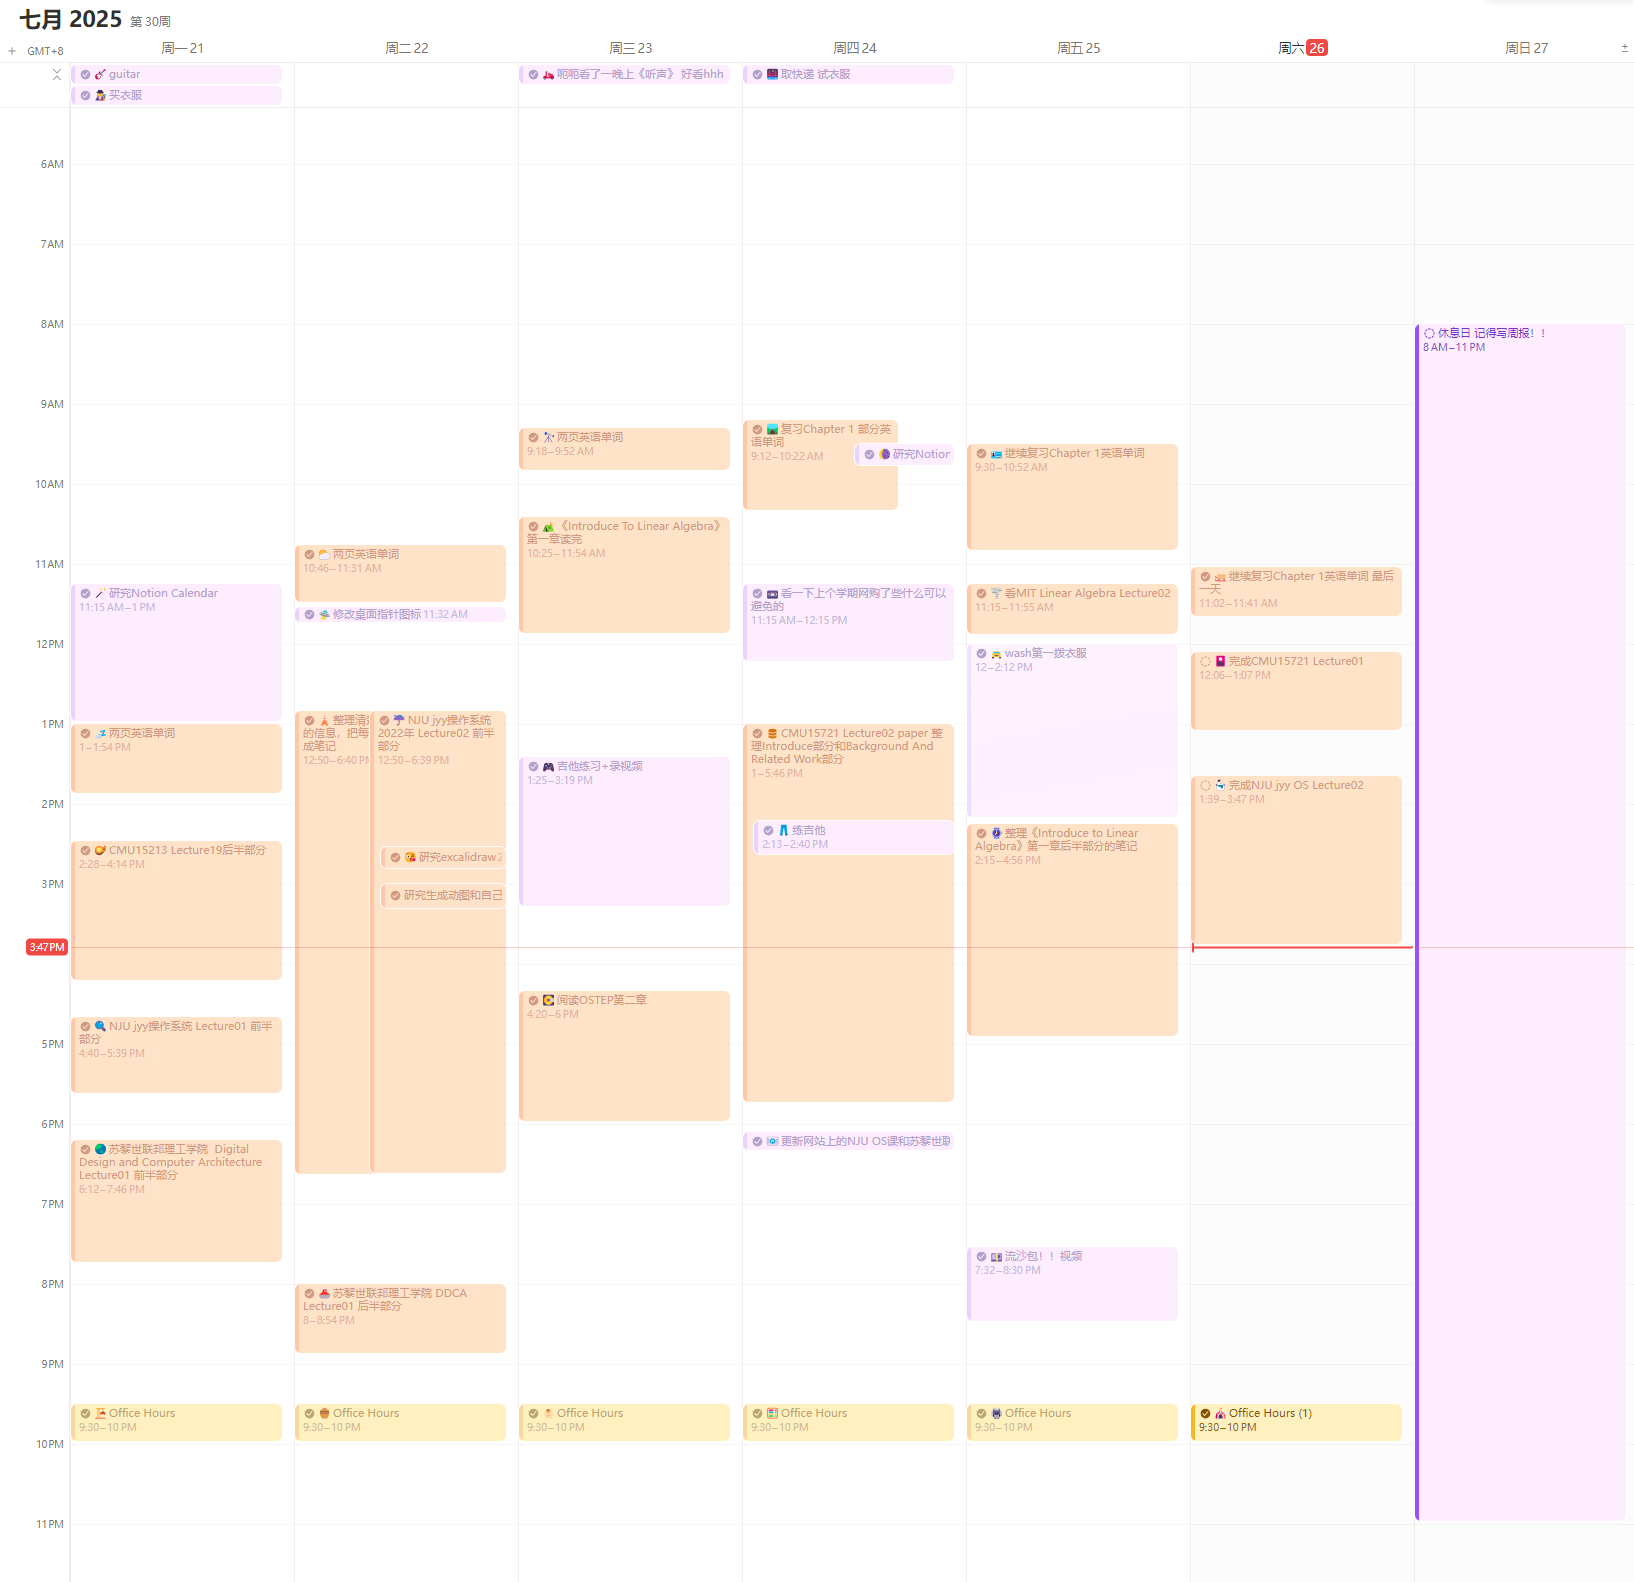 七月 2025 第 30周
GMT+8
周一 21
周二 22
周三 23
周四 24
周五 25
周六 26
周日 27
guitar
买衣服
呃呃看了一晚上《听声》 好看hhh
取快递 试衣服
6AM
7AM
8AM
9AM
10AM
11AM
12PM
1PM
2PM
3PM
3:47PM
5PM
6PM
7PM
8PM
9PM
10PM
11PM
研究Notion Calendar
11:15 AM–1 PM
两页英语单词
1–1:54 PM
CMU15213 Lecture19后半部分
2:28–4:14 PM
NJU jyy操作系统 Lecture01 前半
部分
4:40–5:39 PM
苏黎世联邦理工学院 Digital
Design and Computer Architecture
Lecture01 前半部分
6:12–7:46 PM
Office Hours
9:30–10 PM
两页英语单词
10:46–11:31 AM
修改桌面指针图标 11:32 AM
整理清
的信息，把每
成笔记
12:50–6:40 PM
NJU jyy操作系统
2022年 Lecture02 前半
部分
12:50–6:39 PM
研究excalidraw
研究生成动图和自己
苏黎世联邦理工学院 DDCA
Lecture01 后半部分
8–8:54 PM
Office Hours
9:30–10 PM
两页英语单词
9:18–9:52 AM
《Introduce To Linear Algebra》
第一章读完
10:25–11:54 AM
吉他练习+录视频
1:25–3:19 PM
阅读OSTEP第二章
4:20–6 PM
Office Hours
9:30–10 PM
复习Chapter 1 部分英
语单词
9:12–10:22 AM
研究Notion
看一下上个学期网购了些什么可以
避免的
11:15 AM–12:15 PM
CMU15721 Lecture02 paper 整
理Introduce部分和Background And
Related Work部分
1–5:46 PM
练吉他
2:13–2:40 PM
更新网站上的NJU OS课和苏黎世联
Office Hours
9:30–10 PM
继续复习Chapter 1英语单词
9:30–10:52 AM
看MIT Linear Algebra Lecture02
11:15–11:55 AM
wash第一拨衣服
12–2:12 PM
整理《Introduce to Linear
Algebra》第一章后半部分的笔记
2:15–4:56 PM
流沙包！！视频
7:32–8:30 PM
Office Hours
9:30–10 PM
继续复习Chapter 1英语单词 最后
一天
11:02–11:41 AM
完成CMU15721 Lecture01
12:06–1:07 PM
完成NJU jyy OS Lecture02
1:39–3:47 PM
Office Hours (1)
9:30–10 PM
休息日 记得写周报！！
8 AM–11 PM